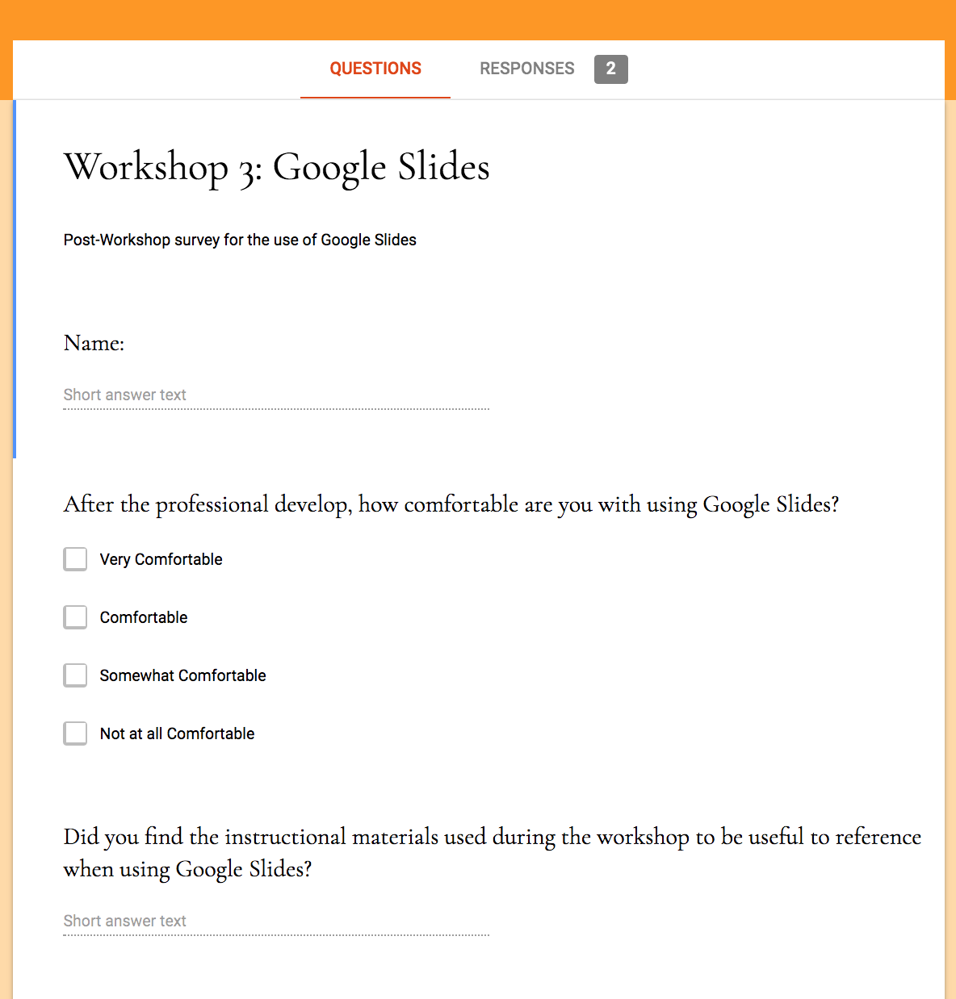 QUESTIONS RESPONSES 2
Workshop 3: Google Slides
Post-Workshop survey for the use of Google Slides
Name:
Short answer text
After the professional develop, how comfortable are you with using Google Slides?
Very Comfortable
Comfortable
Somewhat Comfortable
Not at all Comfortable
Did you find the instructional materials used during the workshop to be useful to reference
when using Google Slides?
Short answer text